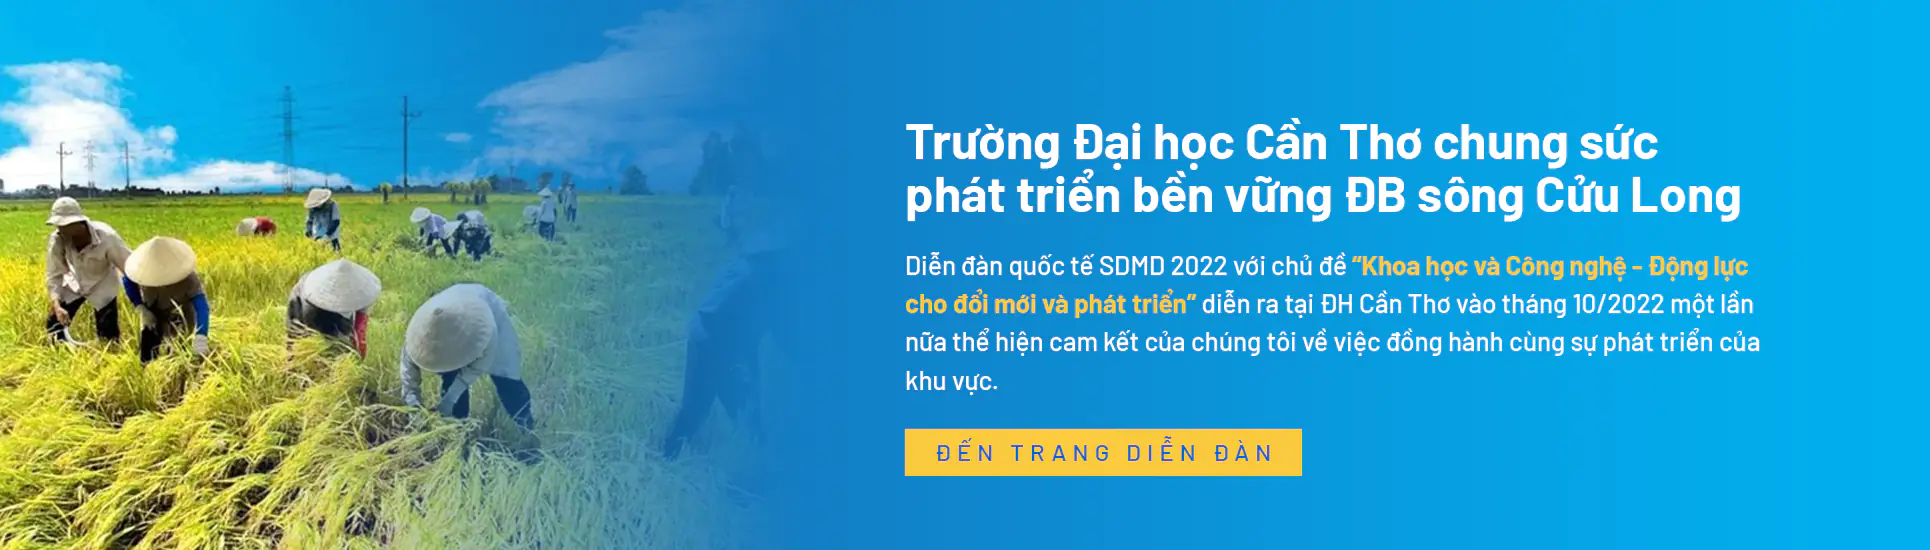 Trường Đại học Cần Thơ chung sức
phát triển bền vững ĐB sông Cửu Long
Diễn đàn quốc tế SDMD 2022 với chủ đề “Khoa học và Công nghệ - Động lực
cho đổi mới và phát triển” diễn ra tại ĐH Cần Thơ vào tháng 10/2022 một lần
nữa thể hiện cam kết của chúng tôi về việc đồng hành cùng sự phát triển của
khu vực.
ĐẾN TRANG DIỄN ĐÀN